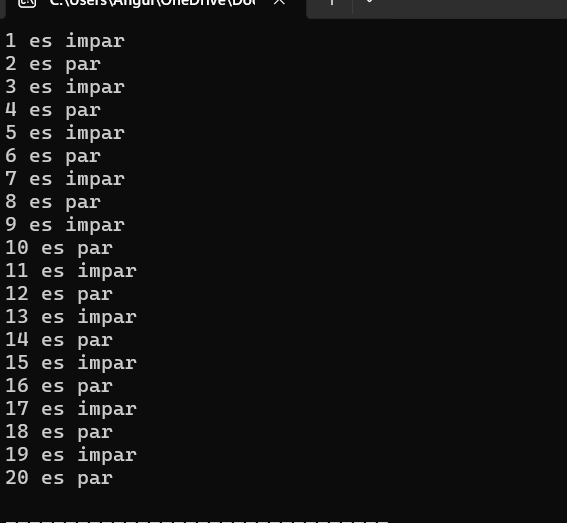 C:\Users\Angul\OneDrive\Doc
1 es impar
2 es par
3 es impar
4 es par
5 es impar
6 es par
7 es impar
8 es par
9 es impar
10 es par
11 es impar
12 es par
13 es impar
14 es par
15 es impar
16 es par
17 es impar
18 es par
19 es impar
20 es par
--------------------------------